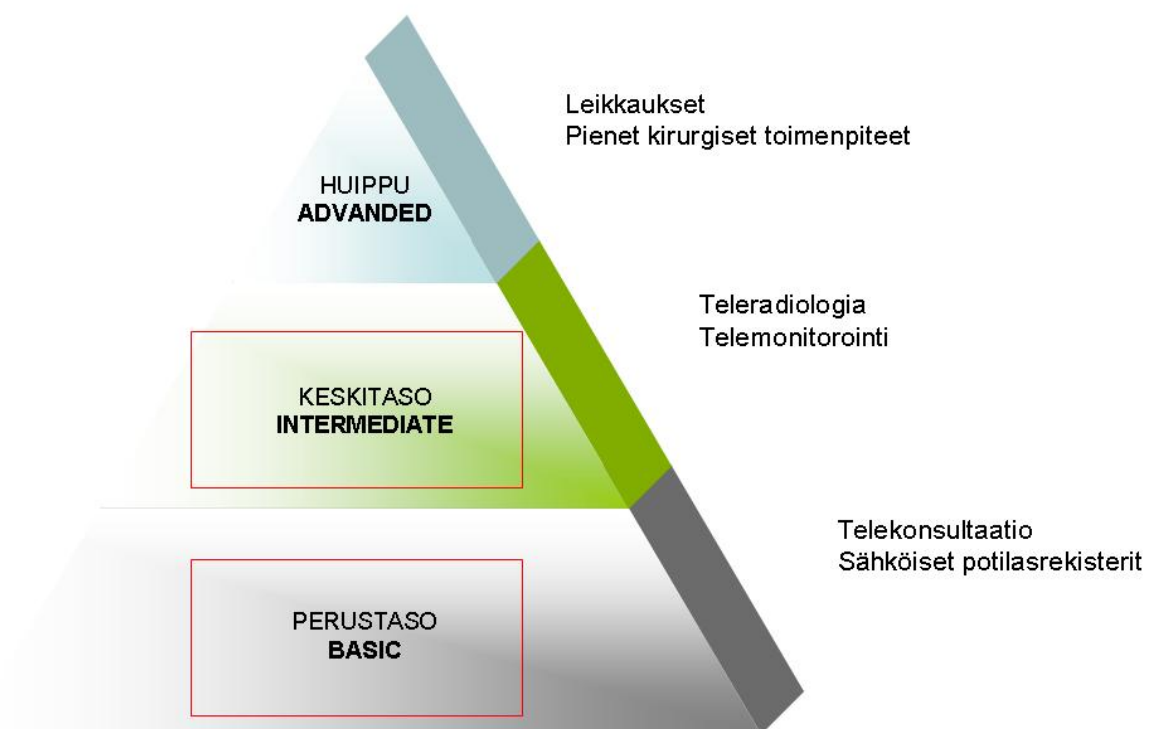 Leikkaukset
Pienet kirurgiset toimenpiteet
HUIPPU
ADVANDED
Teleradiologia
Telemonitorointi
KESKITASO
INTERMEDIATE
Telekonsultaatio
Sähköiset potilasrekisterit
PERUSTASO
BASIC